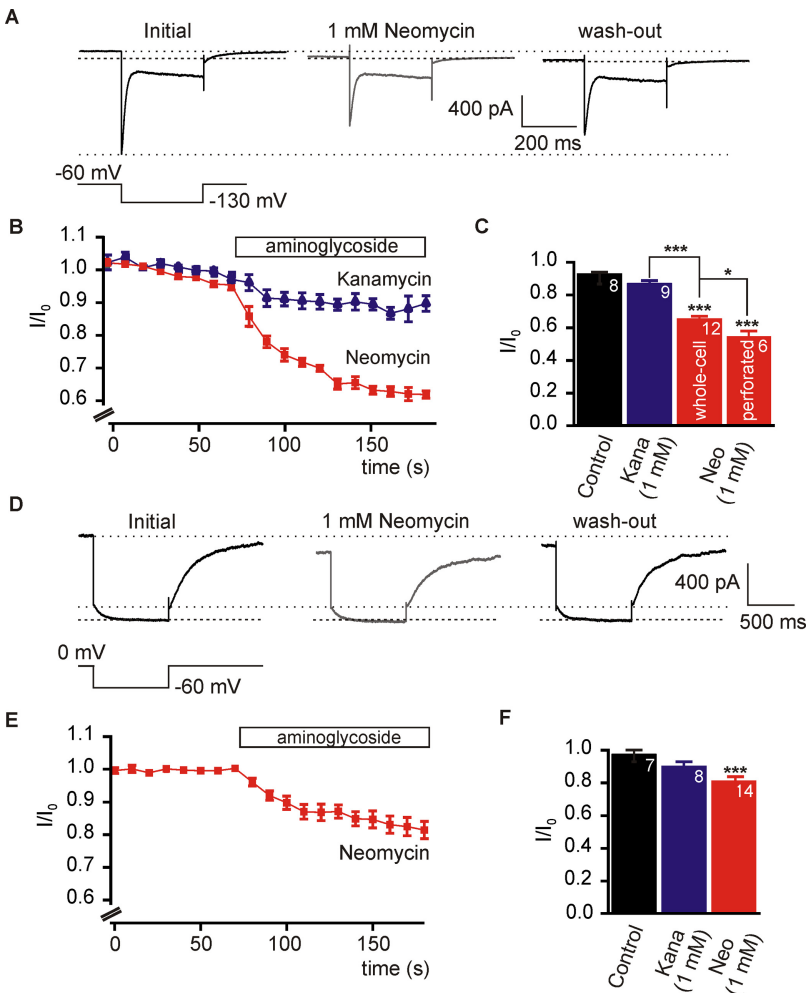 A
Initial
1 mM Neomycin
wash-out
400 pA
200 ms
-60 mV
-130 mV
B
1.1
1.0
0.9
0.8
0.7
0.6
I/I0
aminoglycoside
Kanamycin
Neomycin
0
50
100
150
time (s)
C
1.0
0.8
0.6
0.4
0.2
0.0
I/I0
***
*
8
9
***
12
***
6
whole-cell
perforated
Control
Kana
(1 mM)
Neo
(1 mM)
D
Initial
1 mM Neomycin
wash-out
400 pA
500 ms
0 mV
-60 mV
E
1.1
1.0
0.9
0.8
0.7
0.6
I/I0
aminoglycoside
Neomycin
0
50
100
150
time (s)
F
1.0
0.8
0.6
0.4
0.2
0.0
I/I0
7
8
***
14
Control
Kana
(1 mM)
Neo
(1 mM)